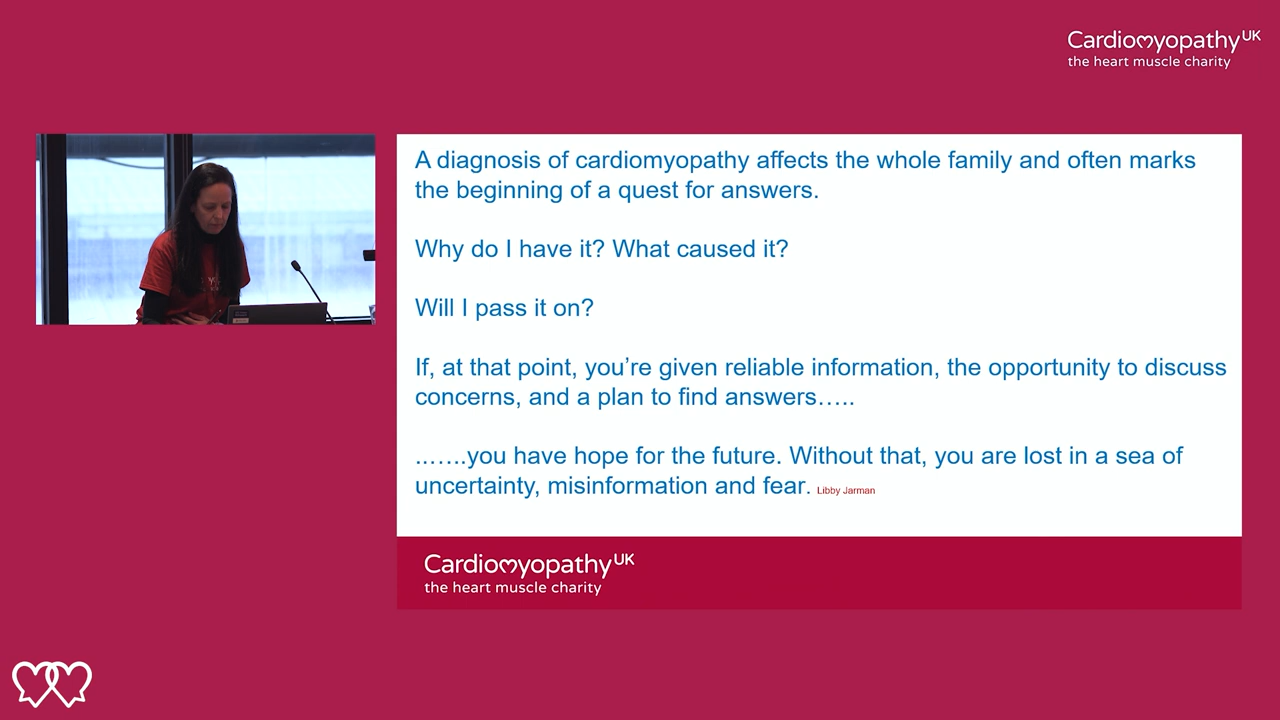 Cardiomyopathy UK
the heart muscle charity
A diagnosis of cardiomyopathy affects the whole family and often marks
the beginning of a quest for answers.
Why do I have it? What caused it?
Will I pass it on?
If, at that point, you’re given reliable information, the opportunity to discuss
concerns, and a plan to find answers…..
..…..you have hope for the future. Without that, you are lost in a sea of
uncertainty, misinformation and fear. Libby Jarman
Cardiomyopathy UK
the heart muscle charity